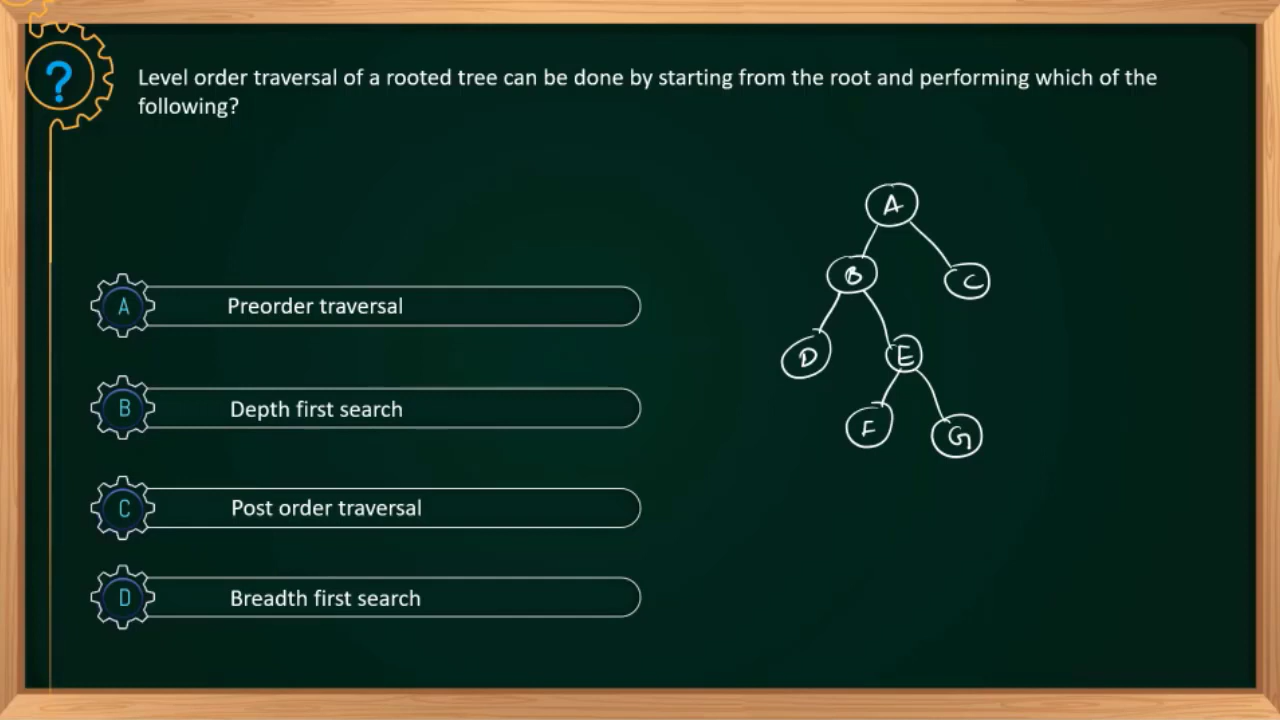 ?
Level order traversal of a rooted tree can be done by starting from the root and performing which of the
following?
A Preorder traversal
B Depth first search
C Post order traversal
D Breadth first search
A
B C
D E
F G